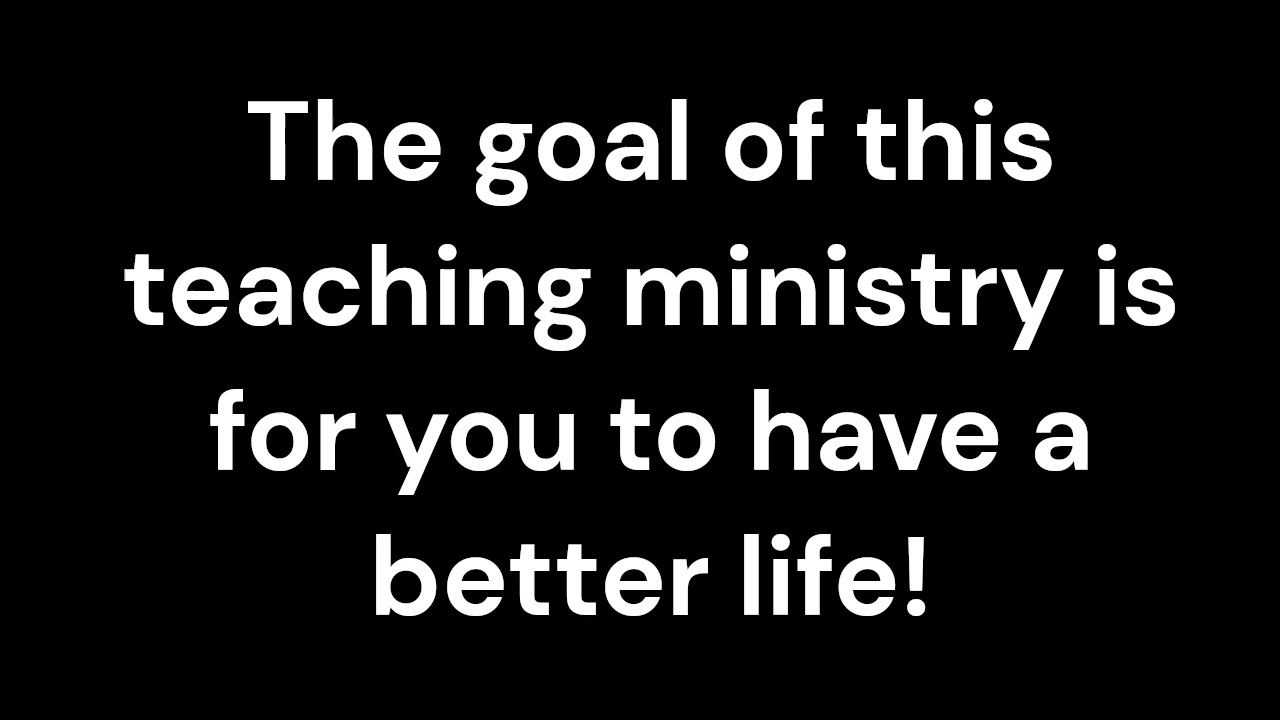 The goal of this
teaching ministry is
for you to have a
better life!